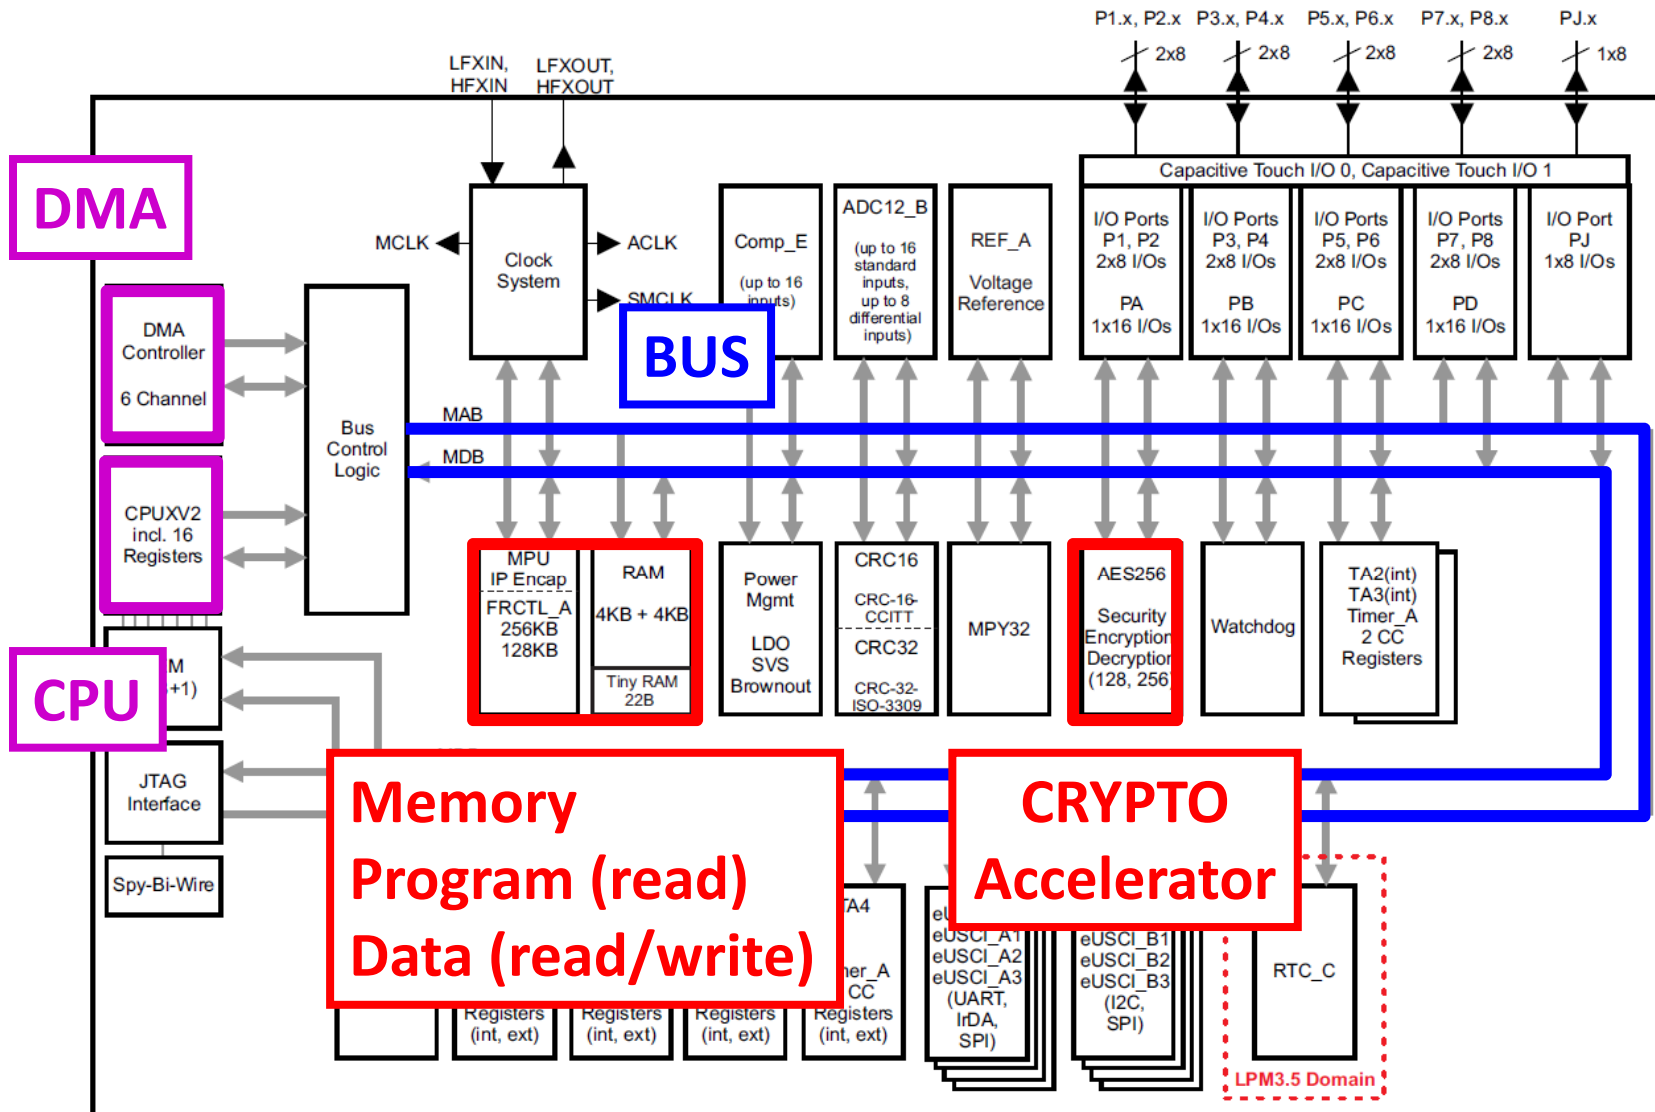 P1.x, P2.x
P3.x, P4.x
P5.x, P6.x
P7.x, P8.x
PJ.x
2x8
2x8
2x8
2x8
1x8
LFXIN,
HFXIN
LFXOUT,
HFXOUT
DMA
Capacitive Touch I/O 0, Capacitive Touch I/O 1
MCLK
Clock
System
ACLK
SMCLK
Comp_E
(up to 16
inputs)
ADC12_B
(up to 16
standard
inputs,
up to 8
differential
inputs)
REF_A
Voltage
Reference
I/O Ports
P1, P2
2x8 I/Os
PA
1x16 I/Os
I/O Ports
P3, P4
2x8 I/Os
PB
1x16 I/Os
I/O Ports
P5, P6
2x8 I/Os
PC
1x16 I/Os
I/O Ports
P7, P8
2x8 I/Os
PD
1x16 I/Os
I/O Port
PJ
1x8 I/Os
DMA
Controller
6 Channel
BUS
Bus
Control
Logic
MAB
MDB
CPUXV2
incl. 16
Registers
MPU
IP Encap
FRCTL_A
256KB
128KB
RAM
4KB + 4KB
Tiny RAM
22B
Power
Mgmt
LDO
SVS
Brownout
CRC16
CRC-16-
CCITT
CRC32
CRC-32-
ISO-3309
MPY32
AES256
Security
Encryption,
Decryption
(128, 256)
Watchdog
TA2(int)
TA3(int)
Timer_A
2 CC
Registers
CPU
M
+1)
JTAG
Interface
Spy-Bi-Wire
Memory
Program (read)
Data (read/write)
CRYPTO
Accelerator
Registers
(int, ext)
Registers
(int, ext)
Registers
(int, ext)
TA4
ner_A
CC
Registers
(int, ext)
eUSCI_A1
eUSCI_A2
eUSCI_A3
(UART,
IrDA,
SPI)
eUSCI_B1
eUSCI_B2
eUSCI_B3
(I2C,
SPI)
RTC_C
LPM3.5 Domain